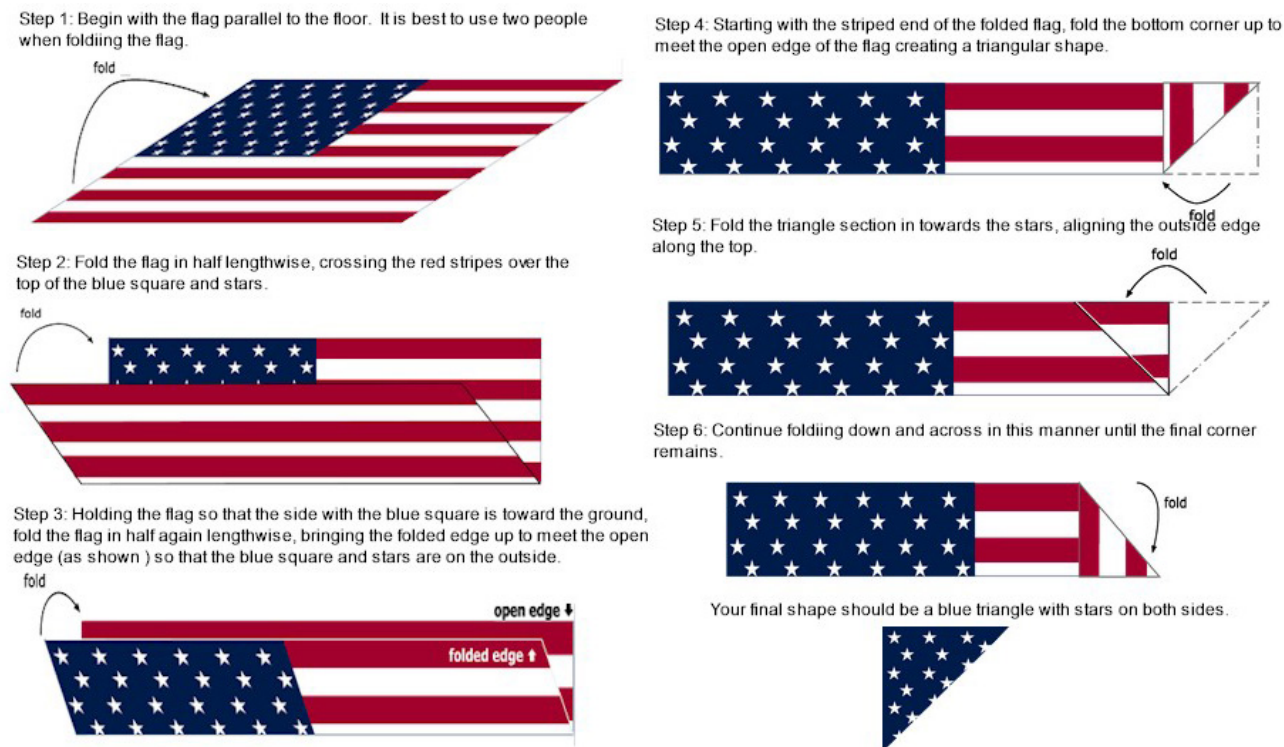 Step 1: Begin with the flag parallel to the floor.  It is best to use two people
when foldiing the flag.
fold
Step 2: Fold the flag in half lengthwise, crossing the red stripes over the
top of the blue square and stars.
fold
Step 3: Holding the flag so that the side with the blue square is toward the ground,
fold the flag in half again lengthwise, bringing the folded edge up to meet the open
edge (as shown ) so that the blue square and stars are on the outside.
fold
open edge
folded edge
Step 4: Starting with the striped end of the folded flag, fold the bottom corner up to
meet the open edge of the flag creating a triangular shape.
fold
Step 5: Fold the triangle section in towards the stars, aligning the outside edge
along the top.
fold
Step 6: Continue foldiing down and across in this manner until the final corner
remains.
fold
Your final shape should be a blue triangle with stars on both sides.